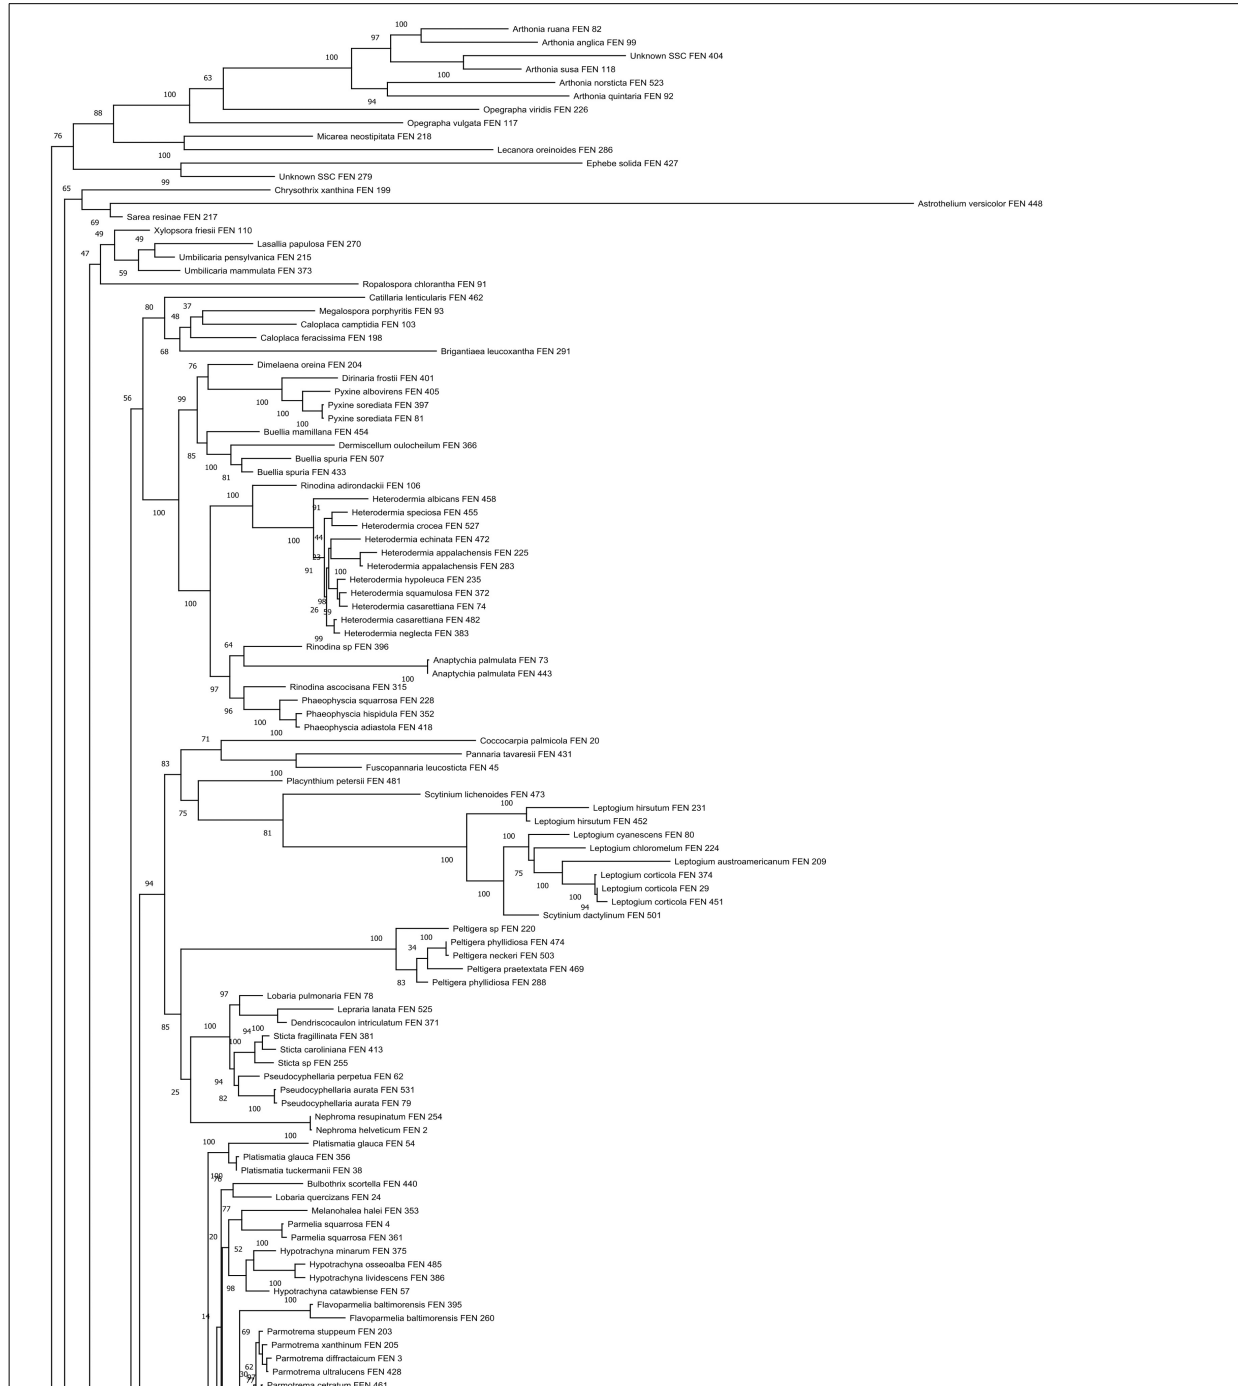 100
Arthonia ruana FEN 82
97
Arthonia anglica FEN 99
100
Unknown SSC FEN 404
Arthonia susa FEN 118
100
63
Arthonia norsticta FEN 523
100
Arthonia quintaria FEN 92
94
88
Opegrapha viridis FEN 226
Opegrapha vulgata FEN 117
76
Micarea neostipitata FEN 218
Lecanora oreinoides FEN 286
100
Ephebe solida FEN 427
Unknown SSC FEN 279
99
65
Chrysothrix xanthina FEN 199
Astrothelium versicolor FEN 448
69
Sarea resinae FEN 217
49
Xylopsora friesii FEN 110
49
Lasallia papulosa FEN 270
47
Umbilicaria pensylvanica FEN 215
59
Umbilicaria mammulata FEN 373
Ropalospora chlorantha FEN 91
Catillaria lenticularis FEN 462
80
37
Megalospora porphyritis FEN 93
48
Caloplaca camptidia FEN 103
Caloplaca feracissima FEN 198
68
Brigantiaea leucoxantha FEN 291
76
Dimelaena oreina FEN 204
Dirinaria frostii FEN 401
Pyxine albovirens FEN 405
56
99
100
Pyxine sorediata FEN 397
100
Pyxine sorediata FEN 81
100
Buellia mamillana FEN 454
Dermiscellum oulocheilum FEN 366
85
Buellia spuria FEN 507
100
Buellia spuria FEN 433
81
Rinodina adirondackii FEN 106
100
Heterodermia albicans FEN 458
91
100
Heterodermia speciosa FEN 455
Heterodermia crocea FEN 527
44
100
Heterodermia echinata FEN 472
Heterodermia appalachensis FEN 225
23
Heterodermia appalachensis FEN 283
91
100
Heterodermia hypoleuca FEN 235
Heterodermia squamulosa FEN 372
100
98
Heterodermia casarettiana FEN 74
26
59
Heterodermia casarettiana FEN 482
Heterodermia neglecta FEN 383
99
64
Rinodina sp FEN 396
Anaptychia palmulata FEN 73
Anaptychia palmulata FEN 443
100
97
Rinodina ascocisana FEN 315
Phaeophyscia squarrosa FEN 228
96
Phaeophyscia hispidula FEN 352
100
Phaeophyscia adiastola FEN 418
100
71
Coccocarpia palmicola FEN 20
Pannaria tavaresii FEN 431
83
Fuscopannaria leucosticta FEN 45
100
Placynthium petersii FEN 481
Scytinium lichenoides FEN 473
75
100
Leptogium hirsutum FEN 231
Leptogium hirsutum FEN 452
81
100
Leptogium cyanescens FEN 80
Leptogium chloromelum FEN 224
100
Leptogium austroamericanum FEN 209
75
Leptogium corticola FEN 374
94
100
100
Leptogium corticola FEN 29
100
Leptogium corticola FEN 451
94
Scytinium dactylinum FEN 501
Peltigera sp FEN 220
100
100
Peltigera phyllidiosa FEN 474
34
Peltigera neckeri FEN 503
Peltigera praetextata FEN 469
83
Peltigera phyllidiosa FEN 288
97
Lobaria pulmonaria FEN 78
Lepraria lanata FEN 525
Dendriscocaulon intriculatum FEN 371
85
100
94
100
Sticta fragillinata FEN 381
100
Sticta caroliniana FEN 413
Sticta sp FEN 255
94
Pseudocyphellaria perpetua FEN 62
25
82
Pseudocyphellaria aurata FEN 531
100
Pseudocyphellaria aurata FEN 79
Nephroma resupinatum FEN 254
Nephroma helveticum FEN 2
100
100
Platismatia glauca FEN 54
Platismatia glauca FEN 356
Platismatia tuckermanii FEN 38
100
76
Bulbothrix scortella FEN 440
Lobaria quercizans FEN 24
77
Melanohalea halei FEN 353
Parmelia squarrosa FEN 4
20
Parmelia squarrosa FEN 361
52
100
Hypotrachyna minarum FEN 375
Hypotrachyna osseoalba FEN 485
Hypotrachyna lividescens FEN 386
98
100
Hypotrachyna catawbiense FEN 57
100
Flavoparmelia baltimorensis FEN 395
14
Flavoparmelia baltimorensis FEN 260
69
Parmotrema stuppeum FEN 203
Parmotrema xanthinum FEN 205
Parmotrema diffractaicum FEN 3
62
Parmotrema ultralucens FEN 428
30
Parmotrema cetratum FEN 461